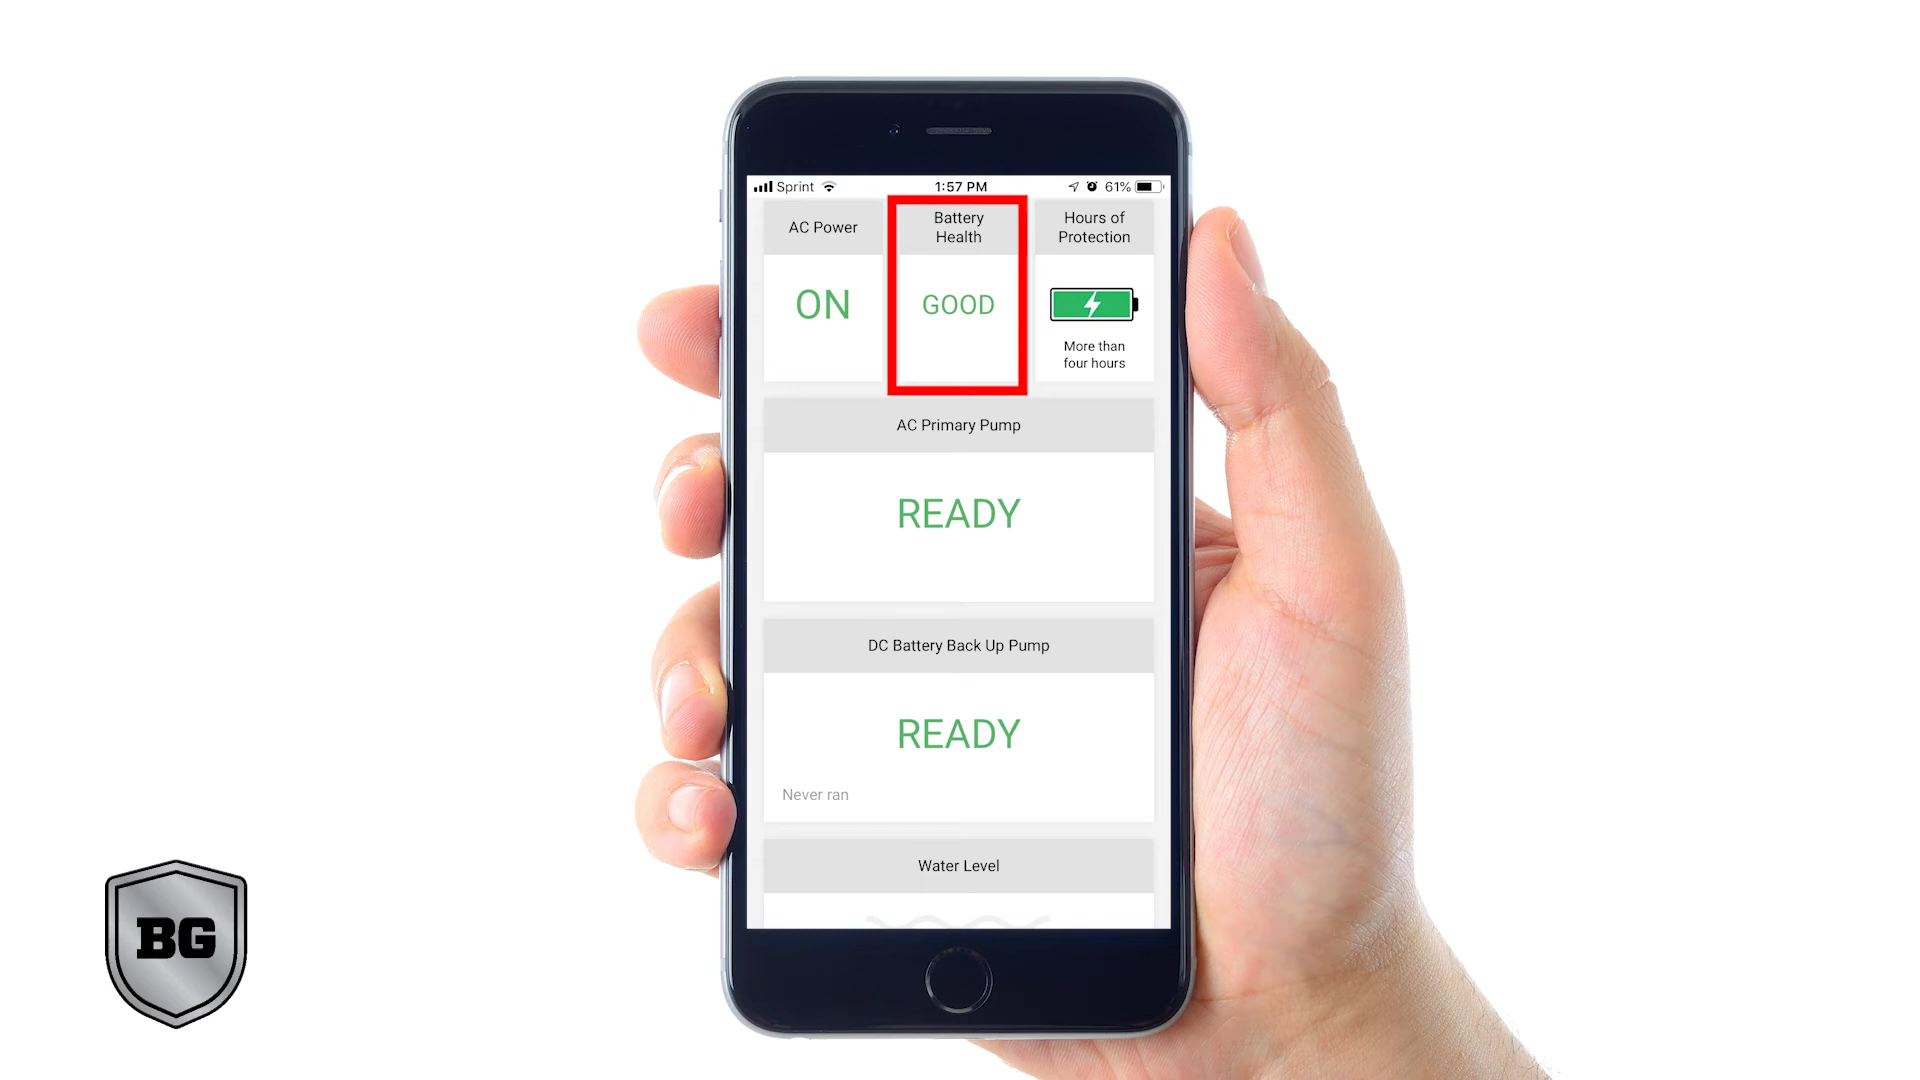 Sprint
1:57 PM
61%
AC Power
Battery
Health
Hours of
Protection
ON
GOOD
More than
four hours
AC Primary Pump
READY
DC Battery Back Up Pump
READY
Never ran
Water Level
BG